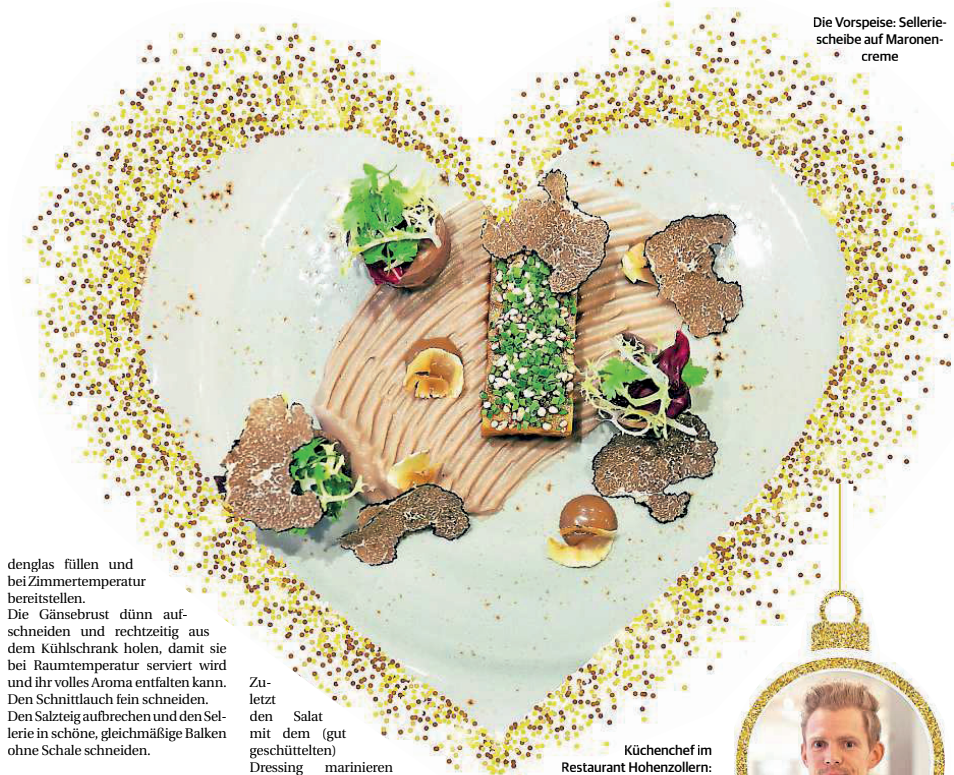 Die Vorspeise: Sellerie-
scheibe auf Maronen-
creme
denglas füllen und
bei Zimmertemperatur
bereitstellen.
Die Gänsebrust dünn auf-
schneiden und rechtzeitig aus
dem Kühlschrank holen, damit sie
bei Raumtemperatur serviert wird
und ihr volles Aroma entfalten kann.
Den Schnittlauch fein schneiden.
Den Salzteig aufbrechen und den Sel-
lerie in schöne, gleichmäßige Balken
ohne Schale schneiden.
Zu-
letzt
den Salat
mit dem (gut
geschüttelten)
Dressing marinieren
Küchenchef im
Restaurant Hohenzollern: